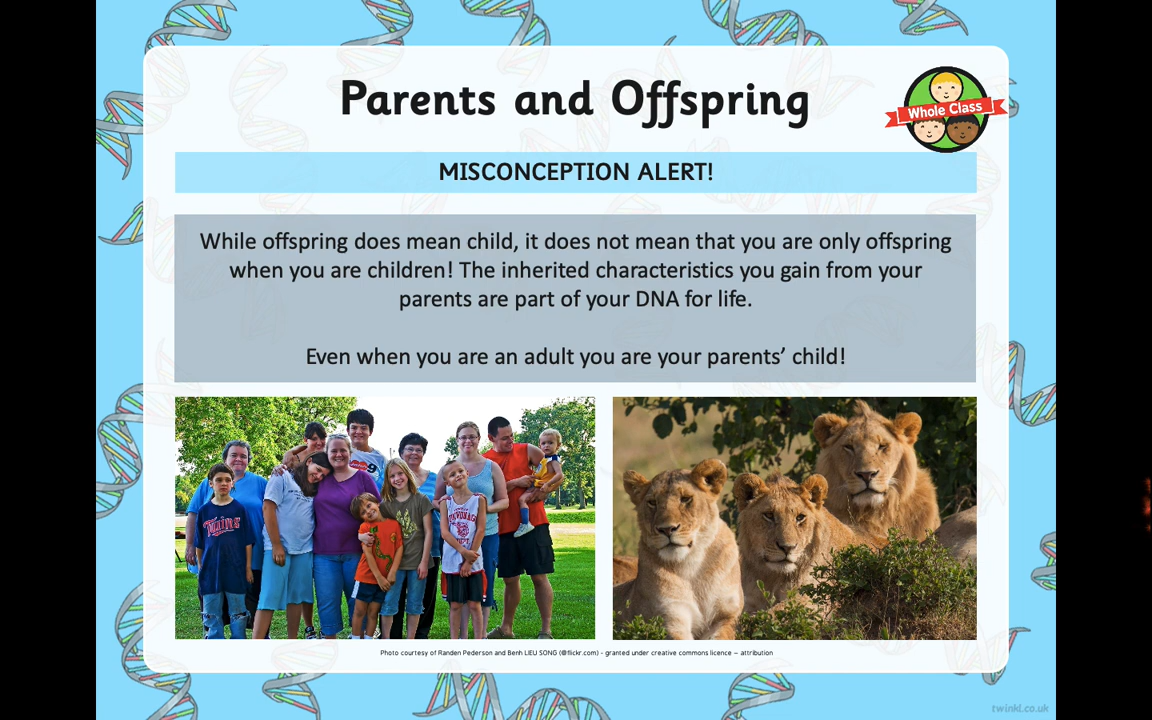 Parents and Offspring
Whole Class
MISCONCEPTION ALERT!
While offspring does mean child, it does not mean that you are only offspring
when you are children! The inherited characteristics you gain from your
parents are part of your DNA for life.
Even when you are an adult you are your parents’ child!
Twins
Photo courtesy of Randen Pederson and Benh LIEU SONG (@flickr.com) - granted under creative commons licence – attribution
twinkl.co.uk